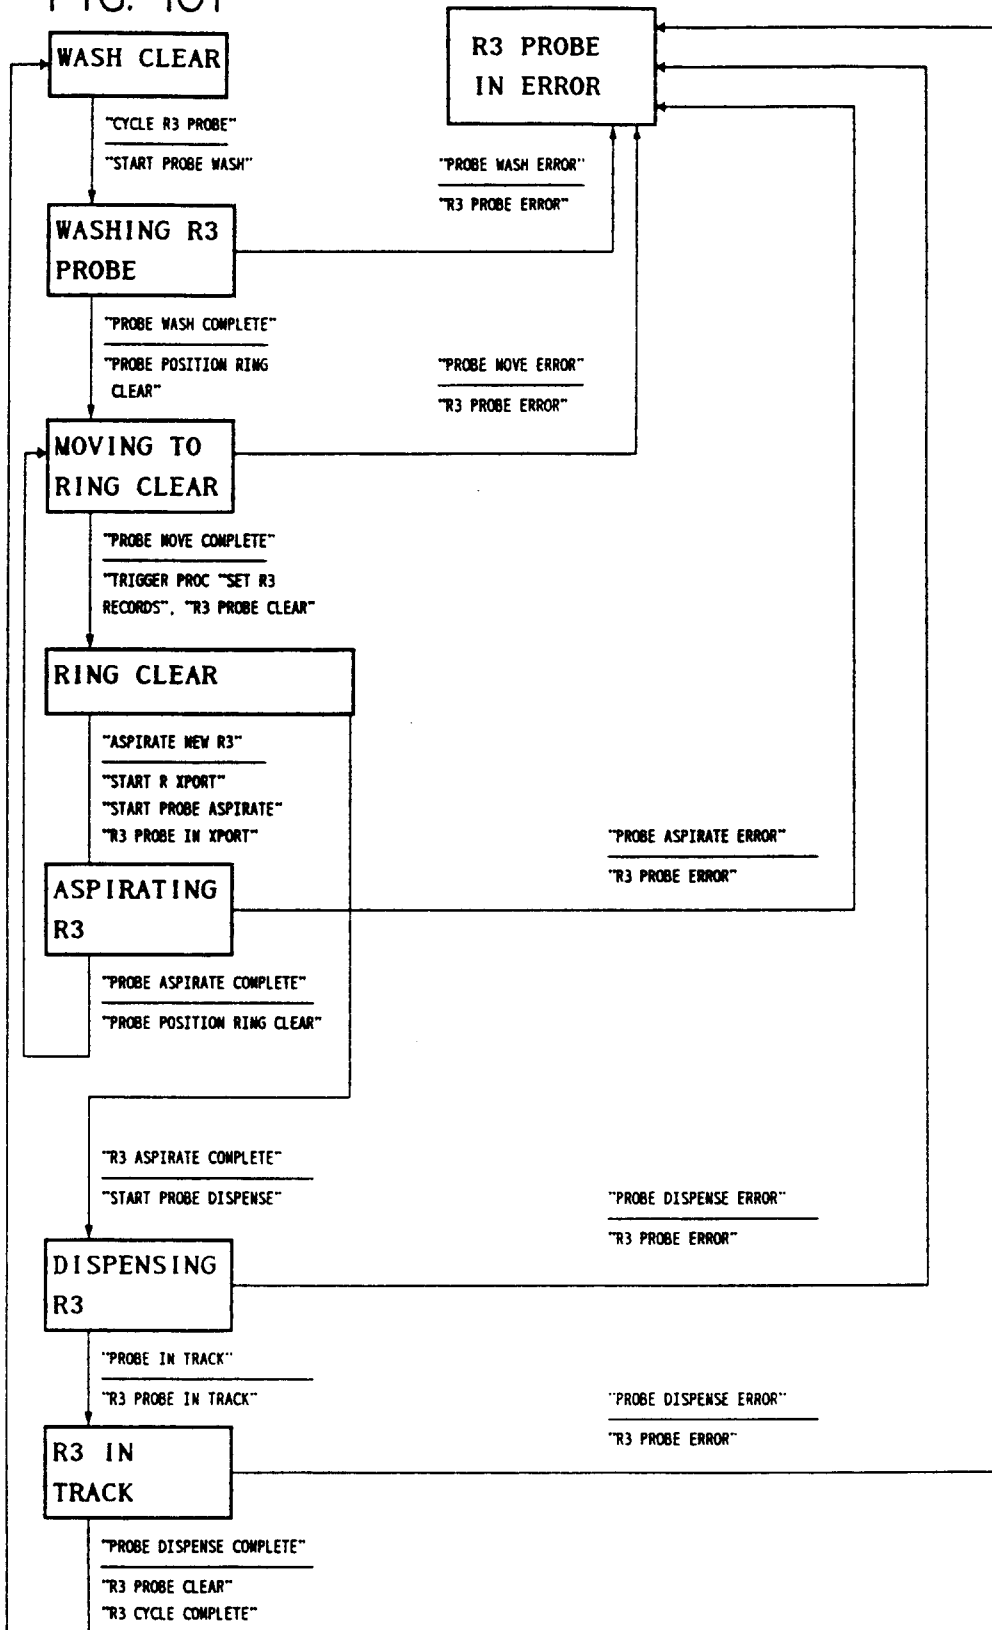 WASH CLEAR
R3 PROBE
IN ERROR
"CYCLE R3 PROBE"
"START PROBE WASH"
"PROBE WASH ERROR"
"R3 PROBE ERROR"
WASHING R3
PROBE
"PROBE WASH COMPLETE"
"PROBE POSITION RING
CLEAR"
"PROBE MOVE ERROR"
"R3 PROBE ERROR"
MOVING TO
RING CLEAR
"PROBE MOVE COMPLETE"
"TRIGGER PROC "SET R3
RECORDS", "R3 PROBE CLEAR"
RING CLEAR
"ASPIRATE NEW R3"
"START R XPORT"
"START PROBE ASPIRATE"
"R3 PROBE IN XPORT"
"PROBE ASPIRATE ERROR"
"R3 PROBE ERROR"
ASPIRATING
R3
"PROBE ASPIRATE COMPLETE"
"PROBE POSITION RING CLEAR"
"R3 ASPIRATE COMPLETE"
"START PROBE DISPENSE"
"PROBE DISPENSE ERROR"
"R3 PROBE ERROR"
DISPENSING
R3
"PROBE IN TRACK"
"R3 PROBE IN TRACK"
"PROBE DISPENSE ERROR"
"R3 PROBE ERROR"
R3 IN
TRACK
"PROBE DISPENSE COMPLETE"
"R3 PROBE CLEAR"
"R3 CYCLE COMPLETE"